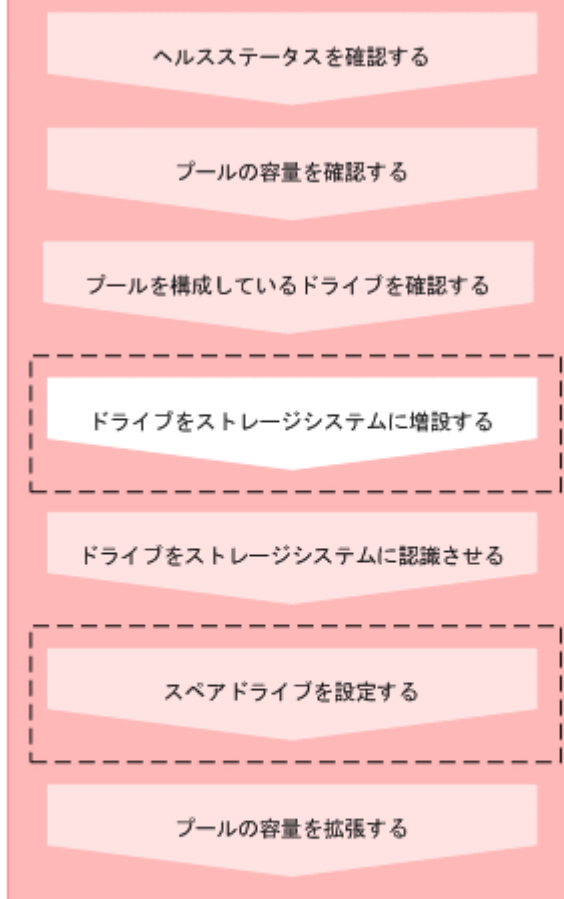 ヘルスステータスを確認する
プールの容量を確認する
プールを構成しているドライブを確認する
ドライブをストレージシステムに増設する
ドライブをストレージシステムに認識させる
スペアドライブを設定する
プールの容量を拡張する